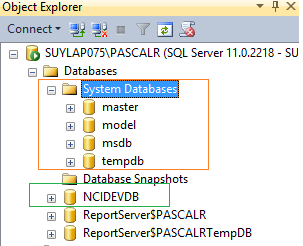 Object Explorer
Connect
SUYLAP075\PASCALR (SQL Server 11.0.2218 - SU
Databases
System Databases
master
model
msdb
tempdb
Database Snapshots
NCIDEVDB
ReportServer$PASCALR
ReportServer$PASCALRTempDB